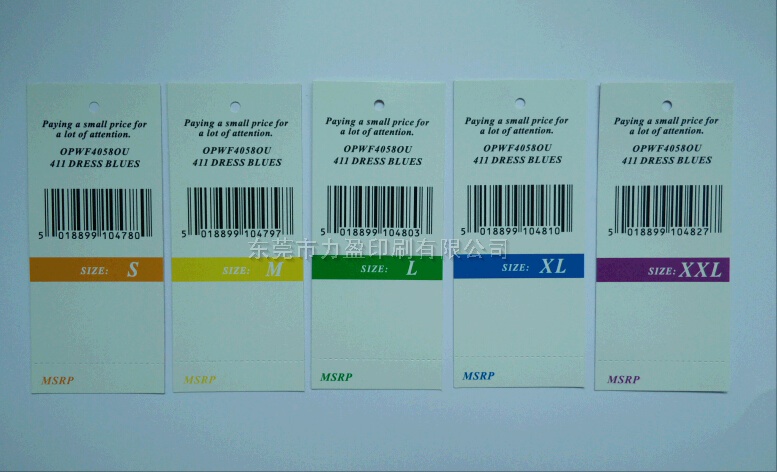 Paying a small price for
a lot of attention.
OPWF4058OU
411 DRESS BLUES
5 018899 104780
SIZE: S
MSRP
Paying a small price for
a lot of attention.
OPWF4058OU
411 DRESS BLUES
5 018899 104797
SIZE: M
MSRP
Paying a small price for
a lot of attention.
OPWF4058OU
411 DRESS BLUES
5 018899 104803
SIZE: L
MSRP
Paying a small price for
a lot of attention.
OPWF4058OU
411 DRESS BLUES
5 018899 104810
SIZE: XL
MSRP
Paying a small price for
a lot of attention.
OPWF4058OU
411 DRESS BLUES
5 018899 104827
SIZE: XXL
MSRP
东莞市力盈印刷有限公司